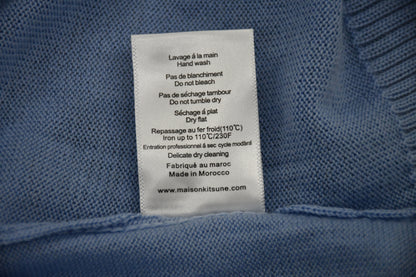 Lavage à la main
Hand wash
Pas de blanchiment
Do not bleach
Pas de séchage tambour
Do not tumble dry
Séchage á plat
Dry flat
Repassage au fer froid(110℃)
Iron up to 110℃/230F
Entration professionnel á sec cycle modéré
Delicate dry cleaning
Fabriqué au maroc
Made in Morocco
www.maisonkitsune.com